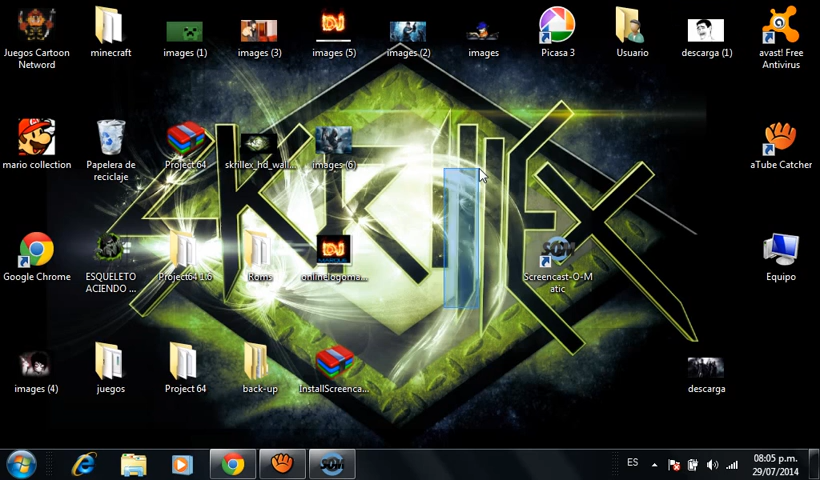 Juegos Cartoon
Netword
minecraft
images (1)
images (3)
images (5)
images (2)
images
Picasa 3
Usuario
descarga (1)
avast! Free
Antivirus
mario collection
Papelera de
reciclaje
Project 64
skrillex_hd_wall...
images (6)
aTube Catcher
SKRILLEX
Google Chrome
ESQUELETO
ACIENDO ...
Project64 1.6
Roms
onlinelogoma...
Screencast-O-M
atic
Equipo
images (4)
juegos
Project 64
back-up
InstallScreenca...
descarga
ES
08:05 p.m.
29/07/2014